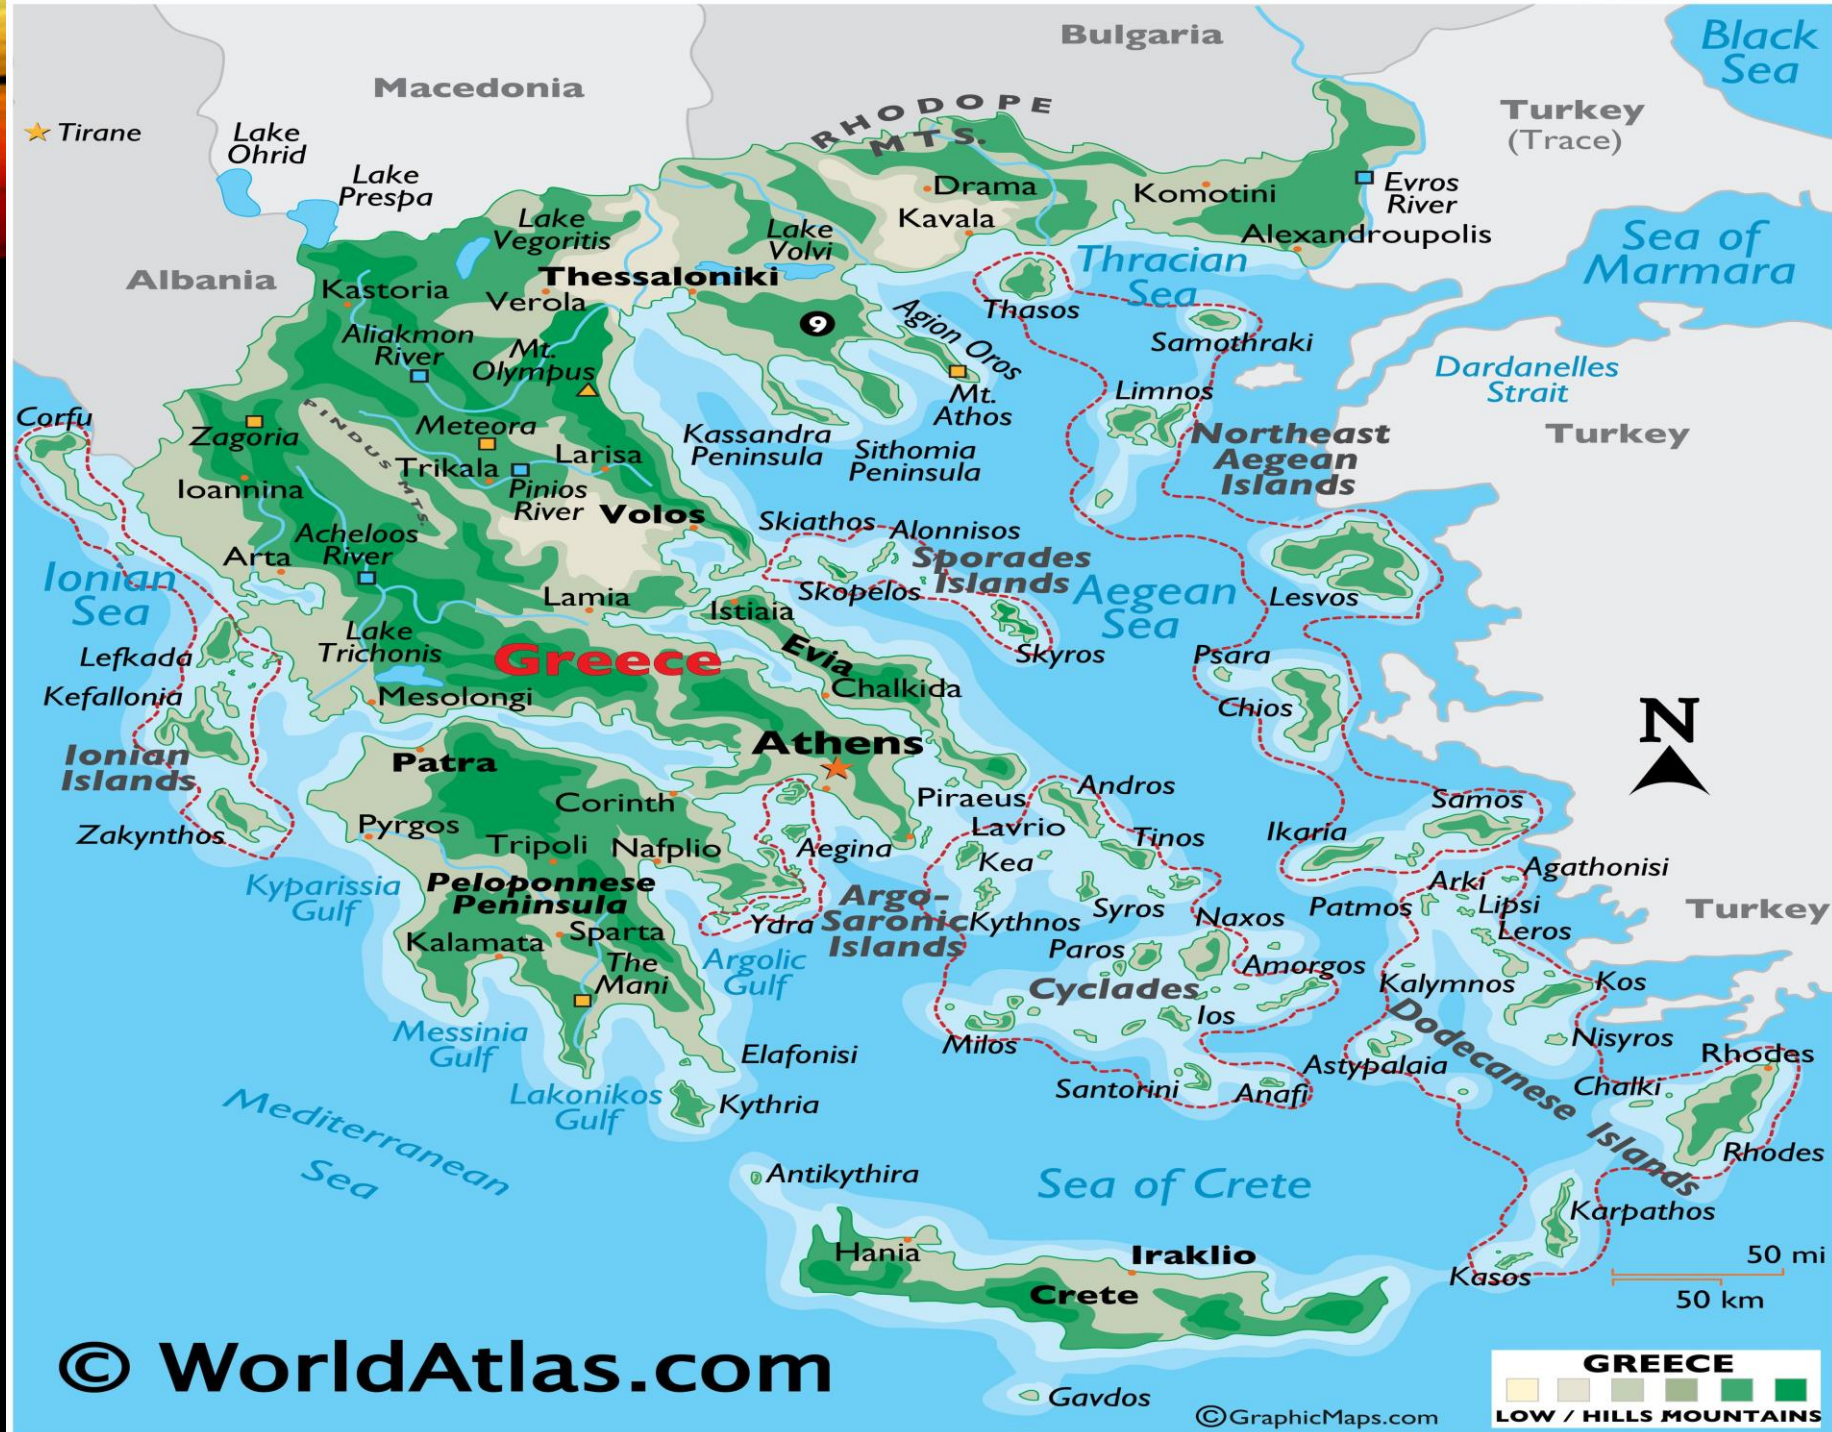 Bulgaria
Black
Sea
Macedonia
RHODOPE
MTS.
Turkey
(Trace)
Tirane
Lake
Ohrid
Lake
Prespa
Drama
Komotini
Evros
River
Lake
Vegoritis
Kavala
Lake
Volvi
Alexandroupolis
Sea of
Marmara
Albania
Thessaloniki
Thracian
Sea
Kastoria
Verola
Thasos
Agion Oros
9
Aliakmon
River
Mt.
Olympus
Samothraki
Dardanelles
Strait
Mt.
Athos
Limnos
Corfu
Zagoria
PINDUS MTS.
Meteora
Kassandra
Peninsula
Sithomia
Peninsula
Northeast
Aegean
Islands
Turkey
Trikala
Larisa
Ioannina
Pinios
River
Volos
Skiathos
Alonnisos
Acheloos
River
Arta
Sporades
Islands
Ionian
Sea
Skopelos
Aegean
Sea
Lesvos
Lamia
Istiaia
Lake
Trichonis
Greece
Evia
Skyros
Psara
Lefkada
Kefallonia
Mesolongi
Chalkida
Chios
N
Ionian
Islands
Patra
Athens
Andros
Samos
Corinth
Piraeus
Lavrio
Zakynthos
Pyrgos
Tripoli
Nafplio
Aegina
Kea
Tinos
Ikaria
Agathonisi
Kyparissia
Gulf
Peloponnese
Peninsula
Argo-
Saronic
Islands
Ydra
Kythnos
Syros
Naxos
Arki
Patmos
Lipsi
Leros
Turkey
Kalamata
Sparta
The
Mani
Argolic
Gulf
Paros
Amorgos
Cyclades
Kalymnos
Kos
Ios
Messinia
Gulf
Milos
Dodecanese Islands
Nisyros
Elafonisi
Lakonikos
Gulf
Kythria
Santorini
Anafi
Astypalaia
Chalki
Rhodes
Mediterranean
Sea
Rhodes
Antikythira
Sea of Crete
Karpathos
Hania
Iraklio
Crete
Kasos
50 mi
50 km
© WorldAtlas.com
Gavdos
©GraphicMaps.com
GREECE
LOW / HILLS MOUNTAINS